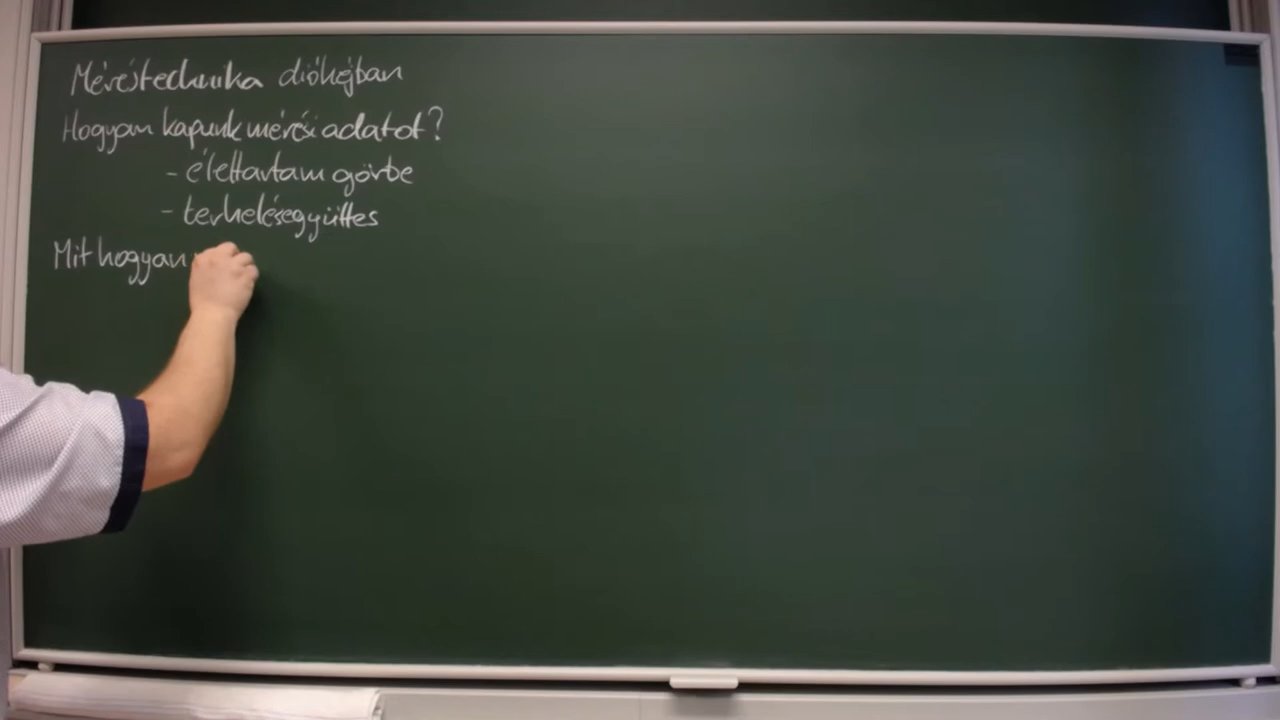 Méréstechnika dióhéjban
Hogyan kapunk mérési adatot?
- élettartam görbe
- terhelésegyüttes
Mit hogyan